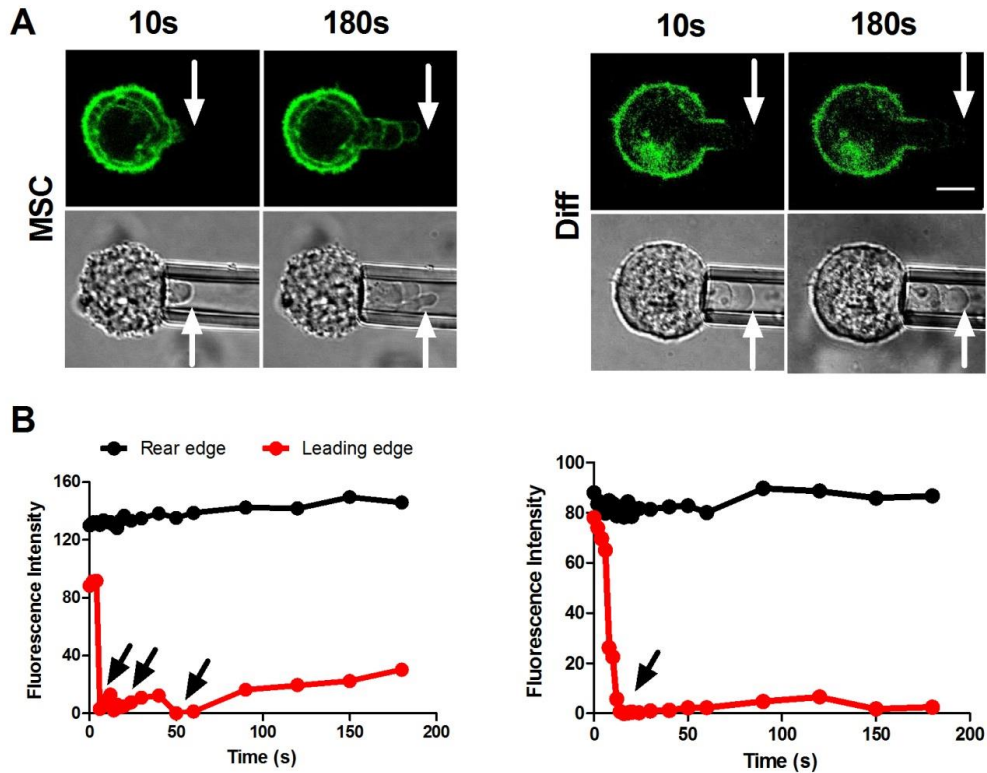 A
10s
180s
10s
180s
MSC
Diff
B
Rear edge
Leading edge
Fluorescence Intensity
160
120
80
40
0
0
50
100
150
200
Time (s)
Fluorescence Intensity
100
80
60
40
20
0
0
50
100
150
200
Time (s)